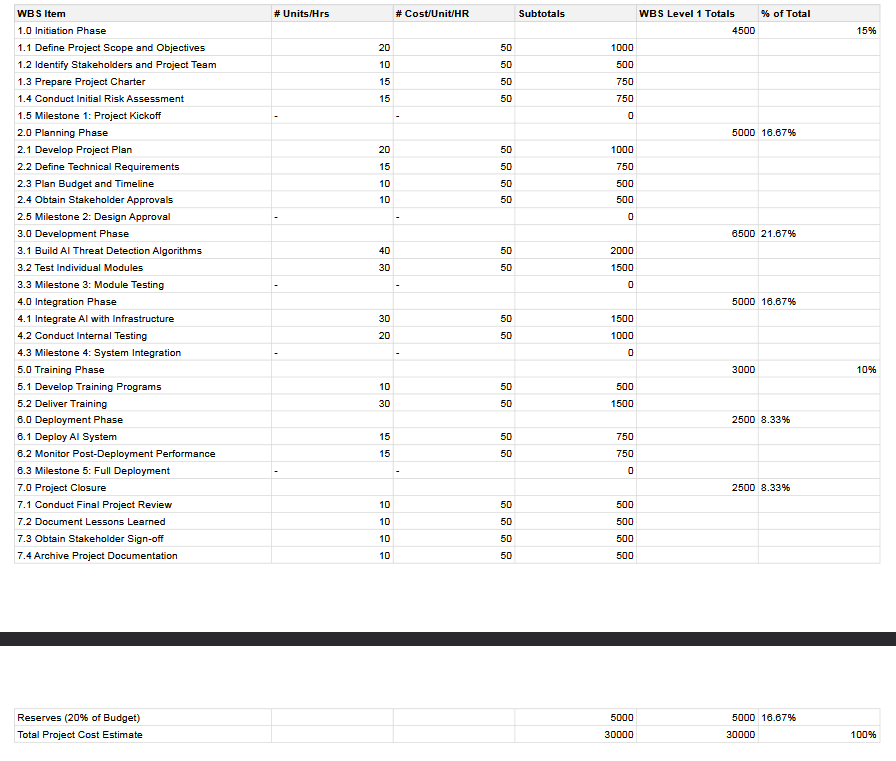 WBS Item # Units/Hrs # Cost/Unit/HR Subtotals WBS Level 1 Totals % of Total
1.0 Initiation Phase 4500 15%
1.1 Define Project Scope and Objectives 20 50 1000
1.2 Identify Stakeholders and Project Team 10 50 500
1.3 Prepare Project Charter 15 50 750
1.4 Conduct Initial Risk Assessment 15 50 750
1.5 Milestone 1: Project Kickoff - - 0
2.0 Planning Phase 5000 16.67%
2.1 Develop Project Plan 20 50 1000
2.2 Define Technical Requirements 15 50 750
2.3 Plan Budget and Timeline 10 50 500
2.4 Obtain Stakeholder Approvals 10 50 500
2.5 Milestone 2: Design Approval - - 0
3.0 Development Phase 6500 21.67%
3.1 Build AI Threat Detection Algorithms 40 50 2000
3.2 Test Individual Modules 30 50 1500
3.3 Milestone 3: Module Testing - - 0
4.0 Integration Phase 5000 16.67%
4.1 Integrate AI with Infrastructure 30 50 1500
4.2 Conduct Internal Testing 20 50 1000
4.3 Milestone 4: System Integration - - 0
5.0 Training Phase 3000 10%
5.1 Develop Training Programs 10 50 500
5.2 Deliver Training 30 50 1500
6.0 Deployment Phase 2500 8.33%
6.1 Deploy AI System 15 50 750
6.2 Monitor Post-Deployment Performance 15 50 750
6.3 Milestone 5: Full Deployment - - 0
7.0 Project Closure 2500 8.33%
7.1 Conduct Final Project Review 10 50 500
7.2 Document Lessons Learned 10 50 500
7.3 Obtain Stakeholder Sign-off 10 50 500
7.4 Archive Project Documentation 10 50 500
Reserves (20% of Budget) 5000 5000 16.67%
Total Project Cost Estimate 30000 30000 100%